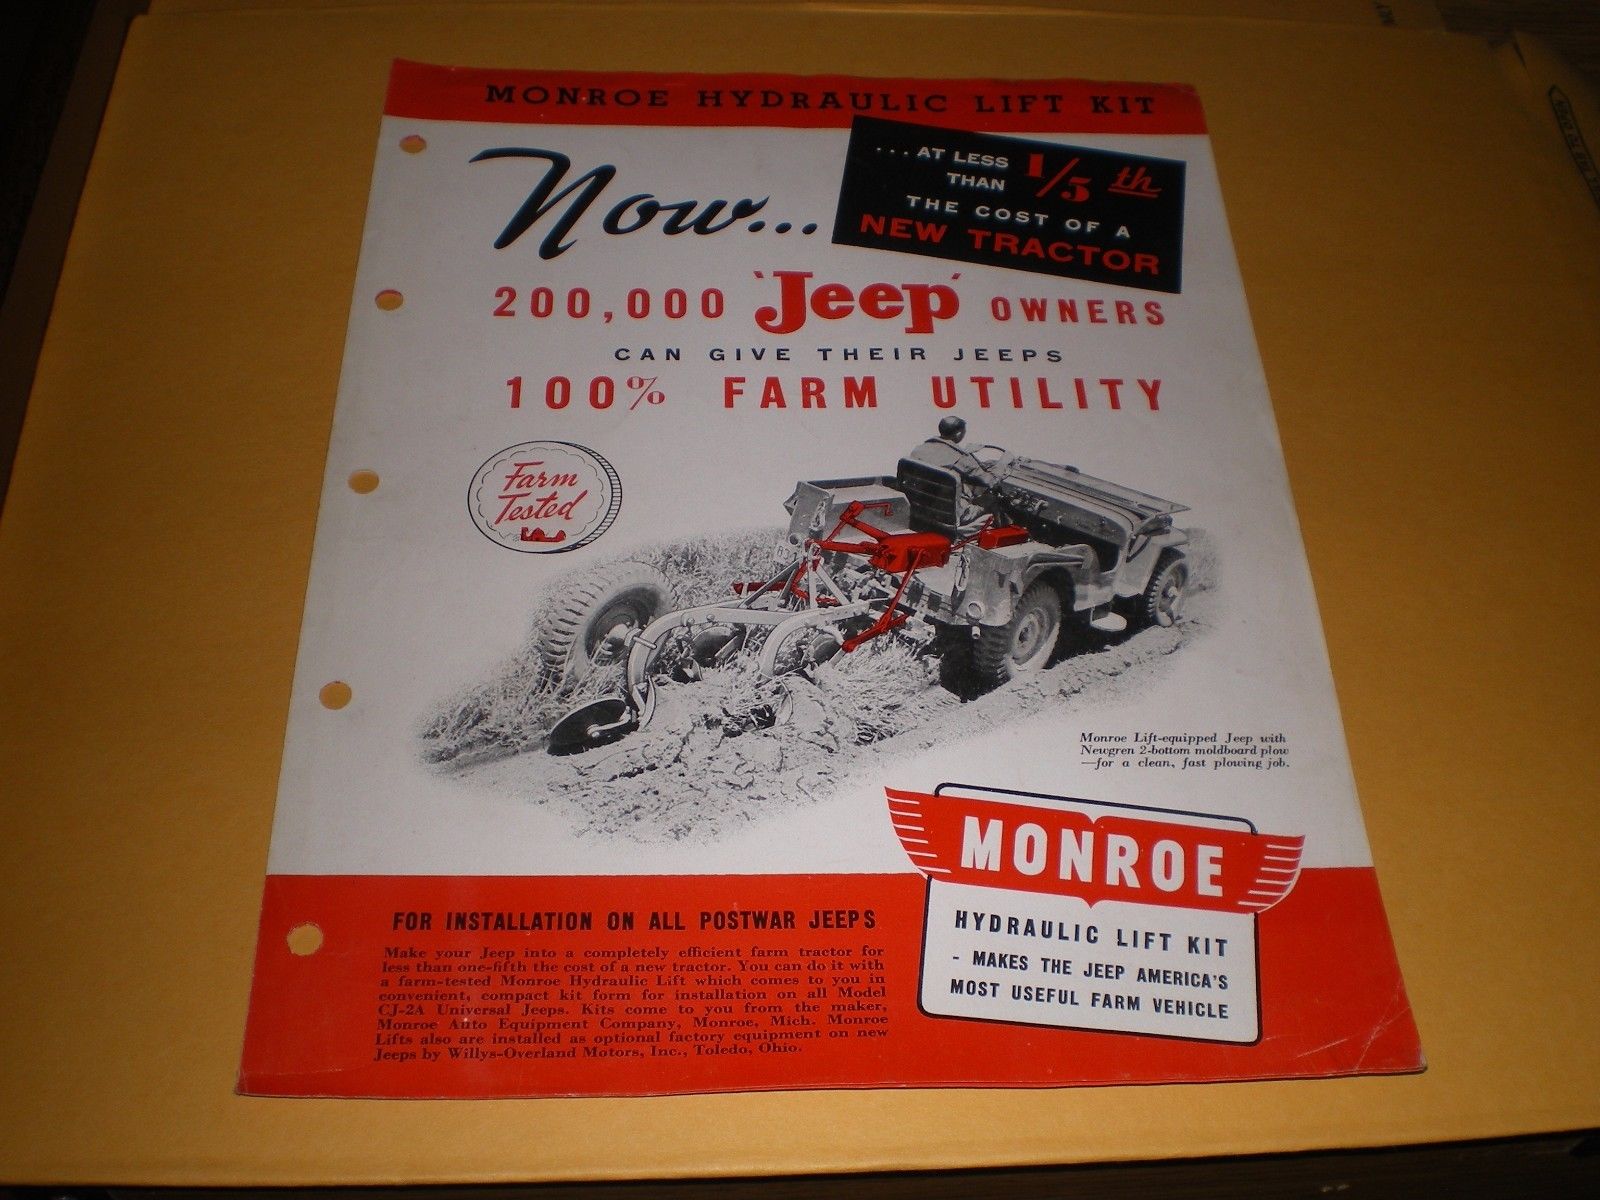 MONROE HYDRAULIC LIFT KIT
Now...
...AT LESS
THAN 1/5th
THE COST OF A
NEW TRACTOR
200,000 'Jeep' OWNERS
CAN GIVE THEIR JEEPS
100% FARM UTILITY
Farm
Tested
Monroe Lift-equipped Jeep with
Newgren 2-bottom moldboard plow
—for a clean, fast plowing job.
MONROE
HYDRAULIC LIFT KIT
- MAKES THE JEEP AMERICA'S
MOST USEFUL FARM VEHICLE
FOR INSTALLATION ON ALL POSTWAR JEEPS
Make your Jeep into a completely efficient farm tractor for
less than one-fifth the cost of a new tractor. You can do it with
a farm-tested Monroe Hydraulic Lift which comes to you in
convenient, compact kit form for installation on all Model
CJ-2A Universal Jeeps. Kits come to you from the maker,
Monroe Auto Equipment Company, Monroe, Mich. Monroe
Lifts also are installed as optional factory equipment on new
Jeeps by Willys-Overland Motors, Inc., Toledo, Ohio.